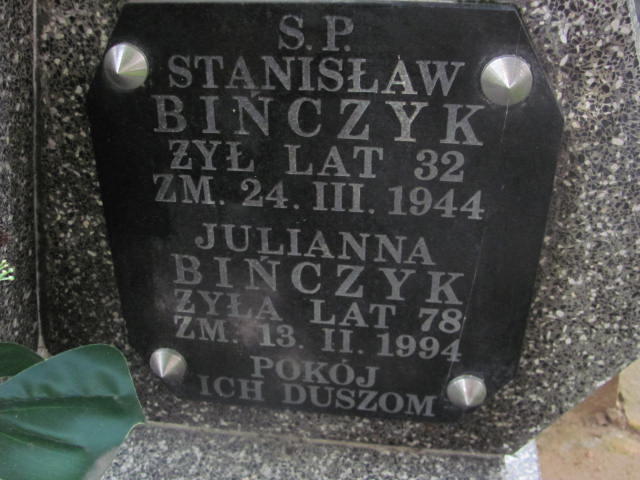 S.P.
STANISŁAW
BIŃCZYK
ŻYŁ LAT 32
ZM. 24. III. 1944
JULIANNA
BIŃCZYK
ŻYŁA LAT 78
ZM. 13. II. 1994
POKÓJ
ICH DUSZOM